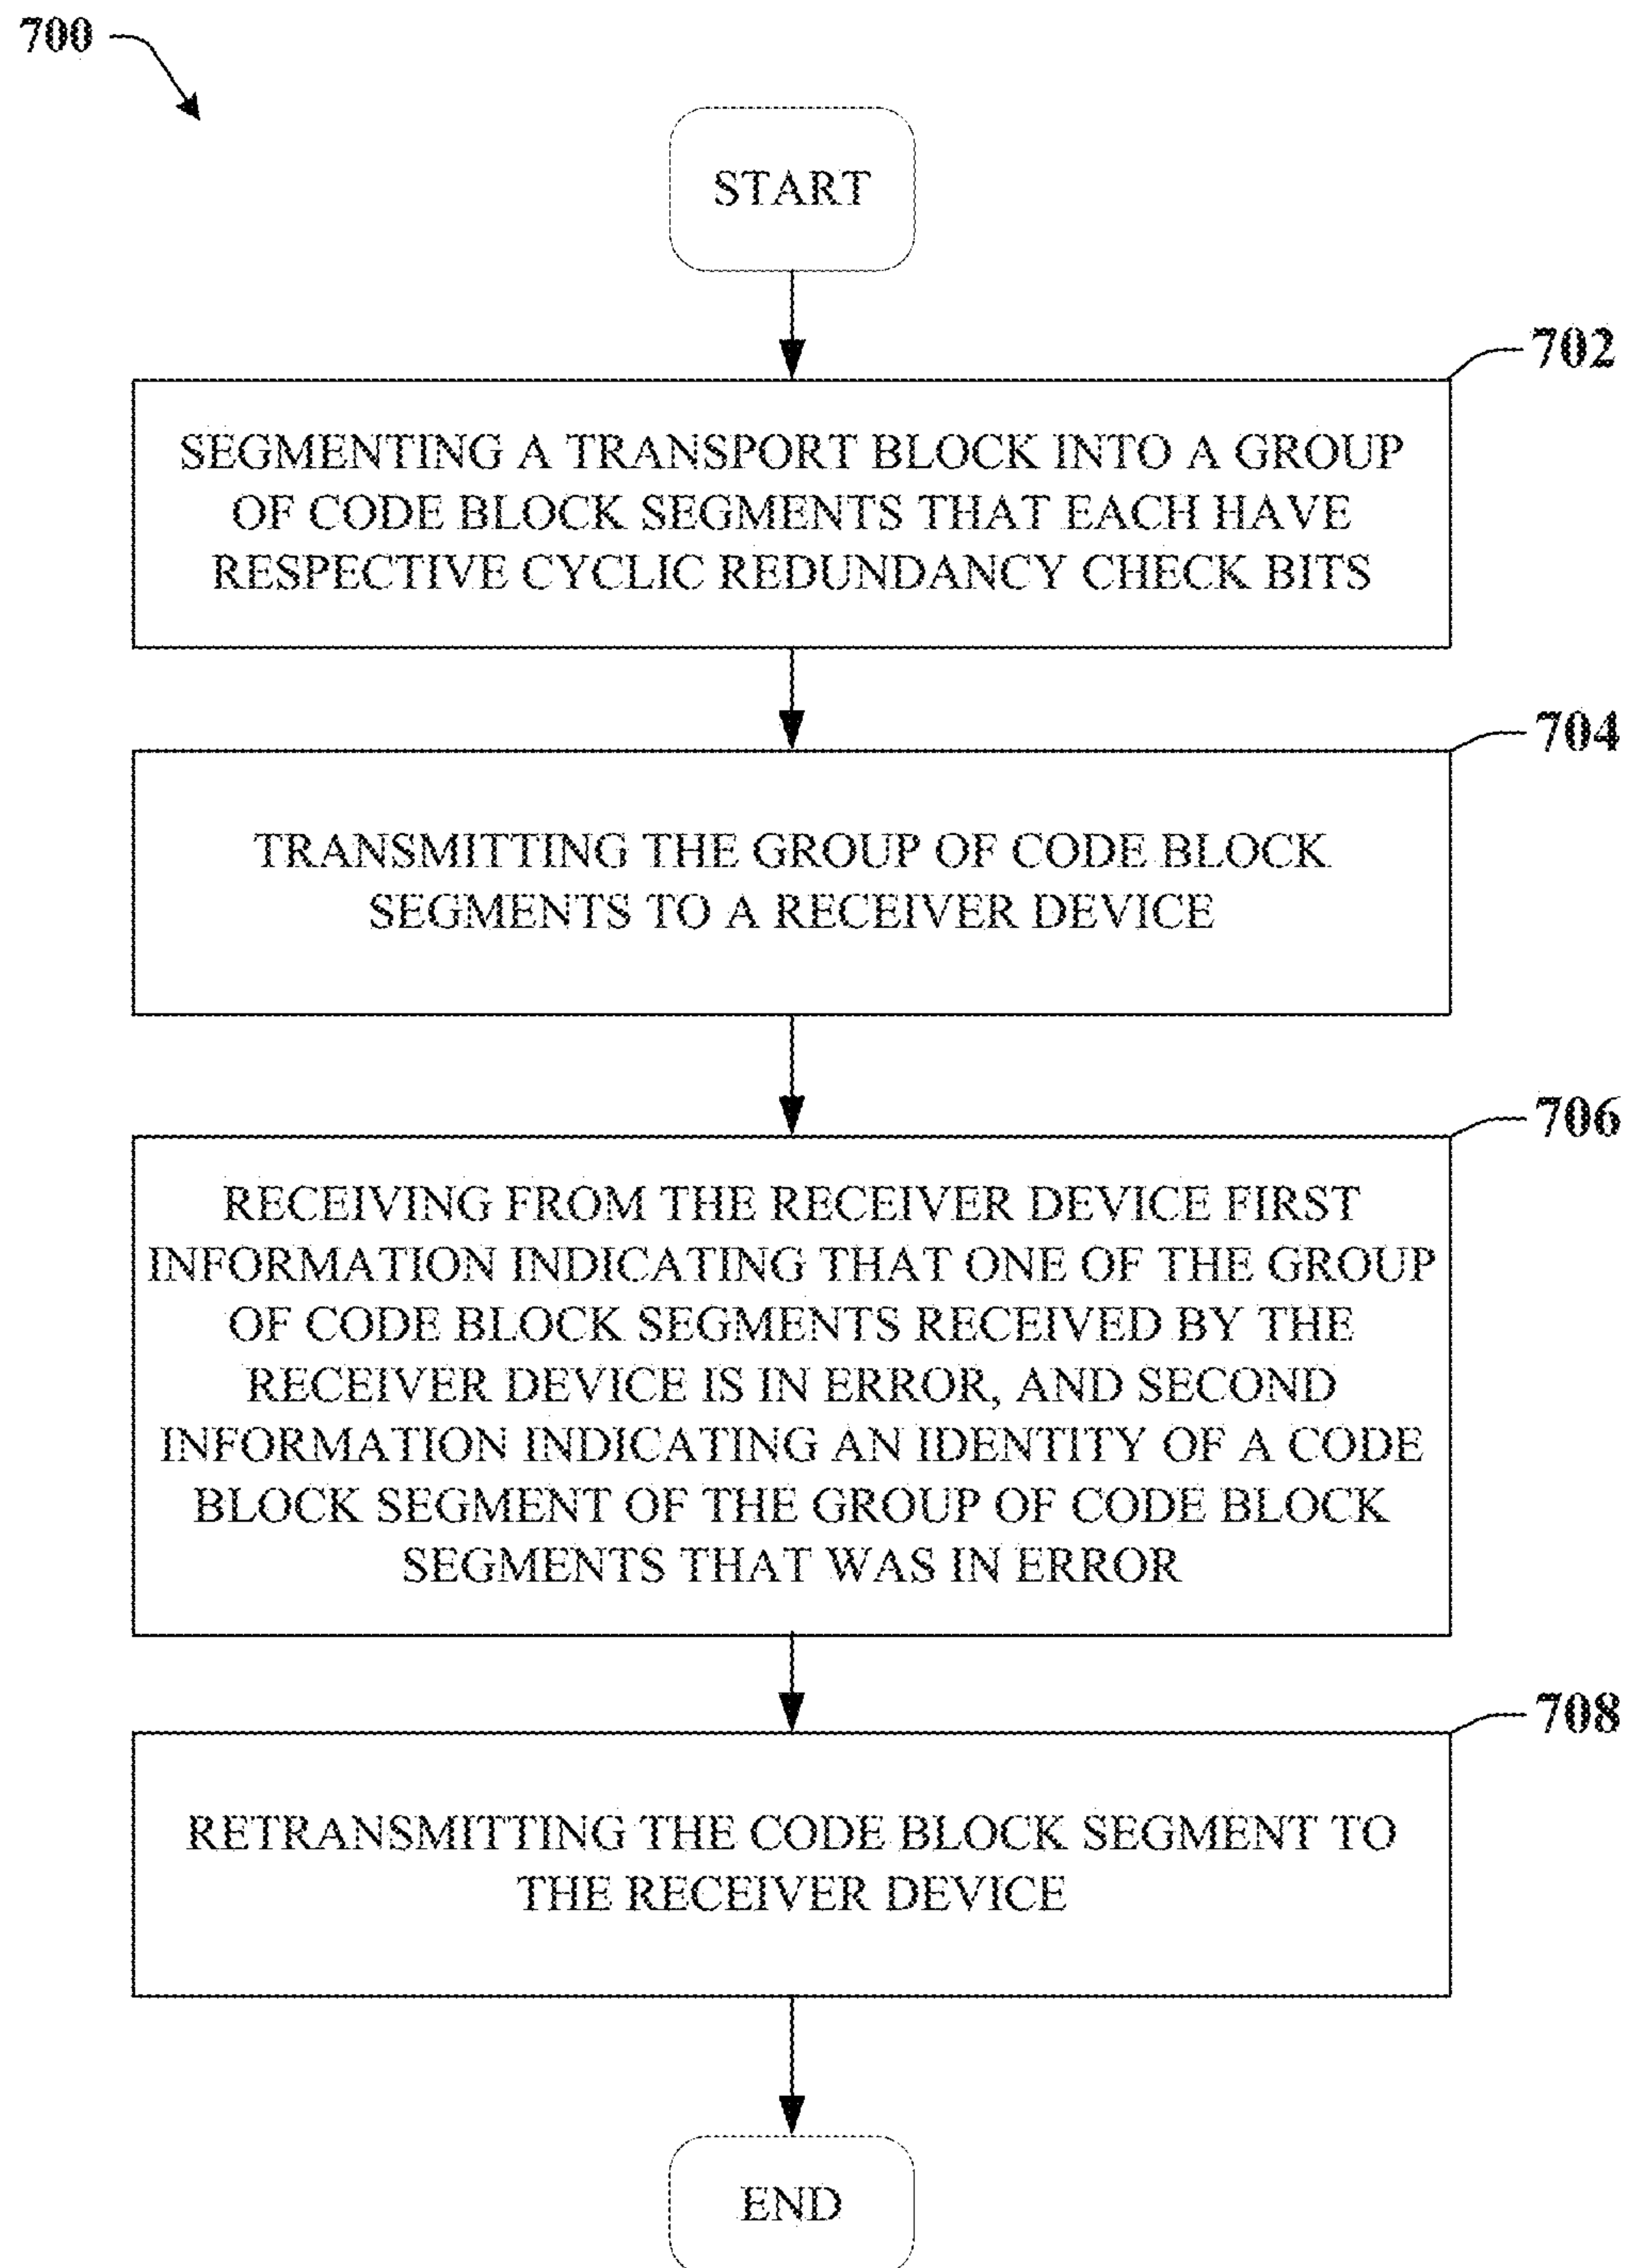 700
START
702
SEGMENTING A TRANSPORT BLOCK INTO A GROUP
OF CODE BLOCK SEGMENTS THAT EACH HAVE
RESPECTIVE CYCLIC REDUNDANCY CHECK BITS
704
TRANSMITTING THE GROUP OF CODE BLOCK
SEGMENTS TO A RECEIVER DEVICE
706
RECEIVING FROM THE RECEIVER DEVICE FIRST
INFORMATION INDICATING THAT ONE OF THE GROUP
OF CODE BLOCK SEGMENTS RECEIVED BY THE
RECEIVER DEVICE IS IN ERROR, AND SECOND
INFORMATION INDICATING AN IDENTITY OF A CODE
BLOCK SEGMENT OF THE GROUP OF CODE BLOCK
SEGMENTS THAT WAS IN ERROR
708
RETRANSMITTING THE CODE BLOCK SEGMENT TO
THE RECEIVER DEVICE
END